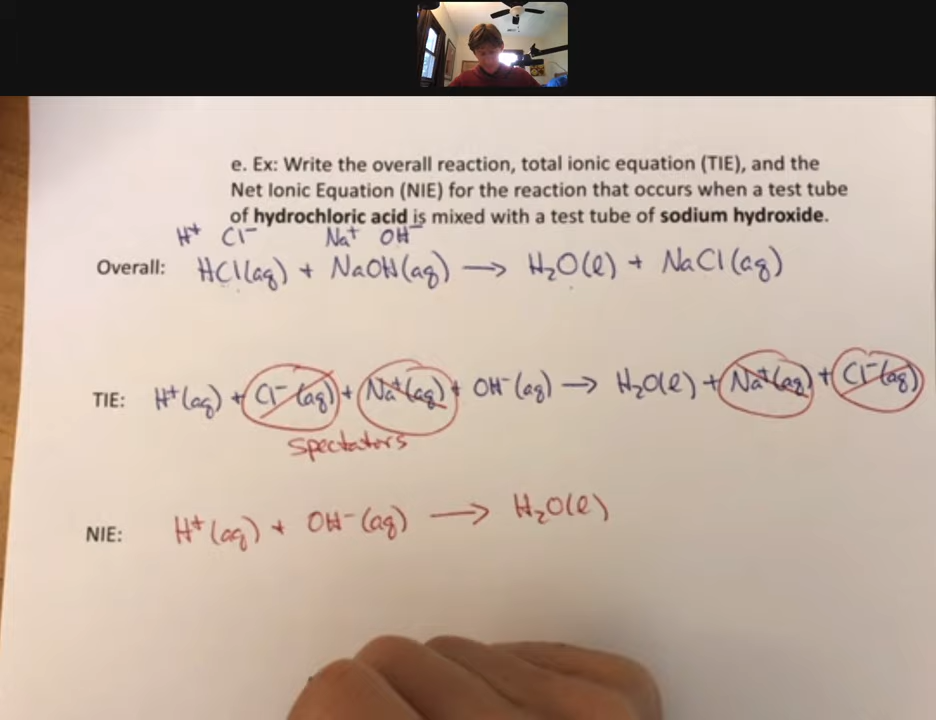 e. Ex: Write the overall reaction, total ionic equation (TIE), and the
Net Ionic Equation (NIE) for the reaction that occurs when a test tube
of hydrochloric acid is mixed with a test tube of sodium hydroxide.
H⁺ Cl⁻ Na⁺ OH⁻
Overall: HCl(aq) + NaOH(aq) → H₂O(l) + NaCl(aq)
TIE: H⁺(aq) + Cl⁻(aq) + Na⁺(aq) + OH⁻(aq) → H₂O(l) + Na⁺(aq) + Cl⁻(aq)
spectators
NIE: H⁺(aq) + OH⁻(aq) → H₂O(l)